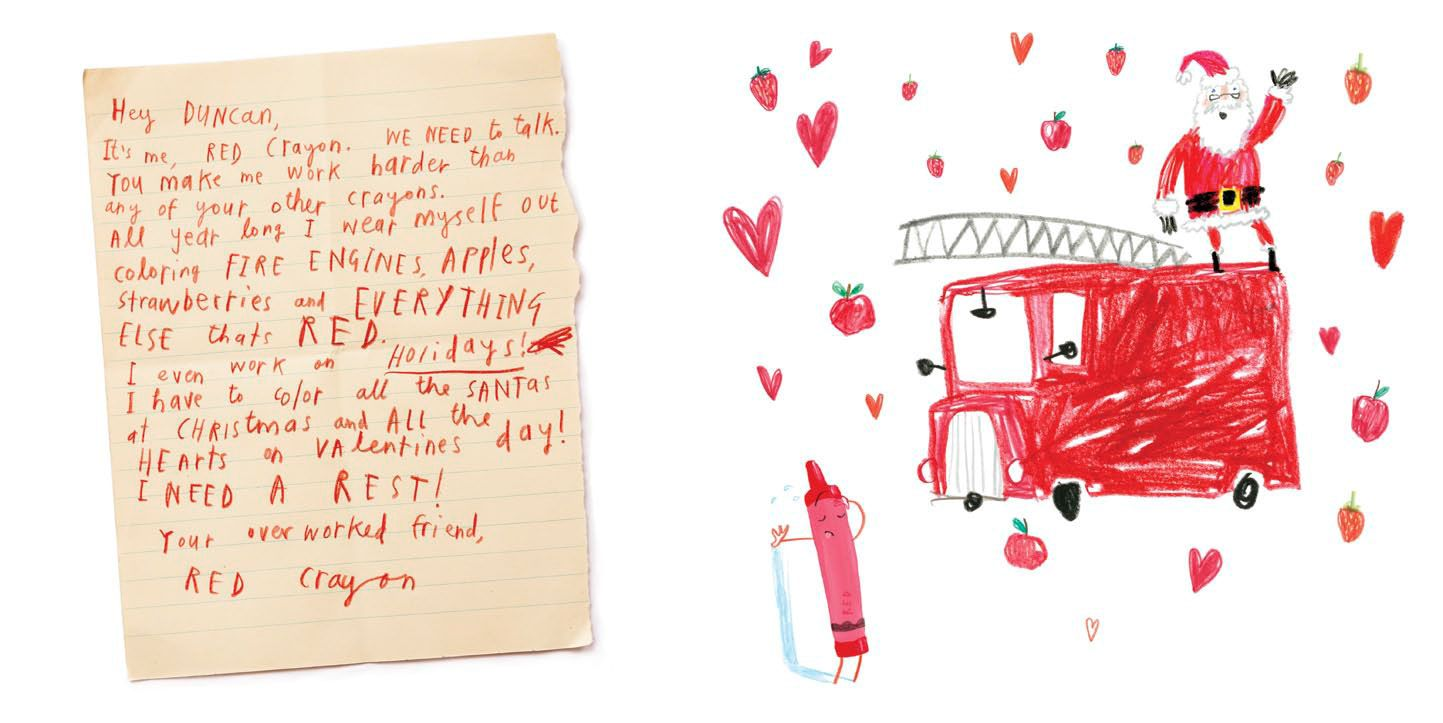 Hey DUNCan,
It's me, RED Crayon. WE NEED to talk.
You make me work harder than
any of your other crayons.
All year long I wear myself out
coloring FIRE ENGINES, APples,
strawberries and EVERYTHING
ELSE thats RED.
I even work on Holidays!
I have to color all the SANTas
at CHRIStmas and ALL the
HEArts on VAlentines day!
I NEED A REST!
Your overworked friend,
RED Crayon
RED